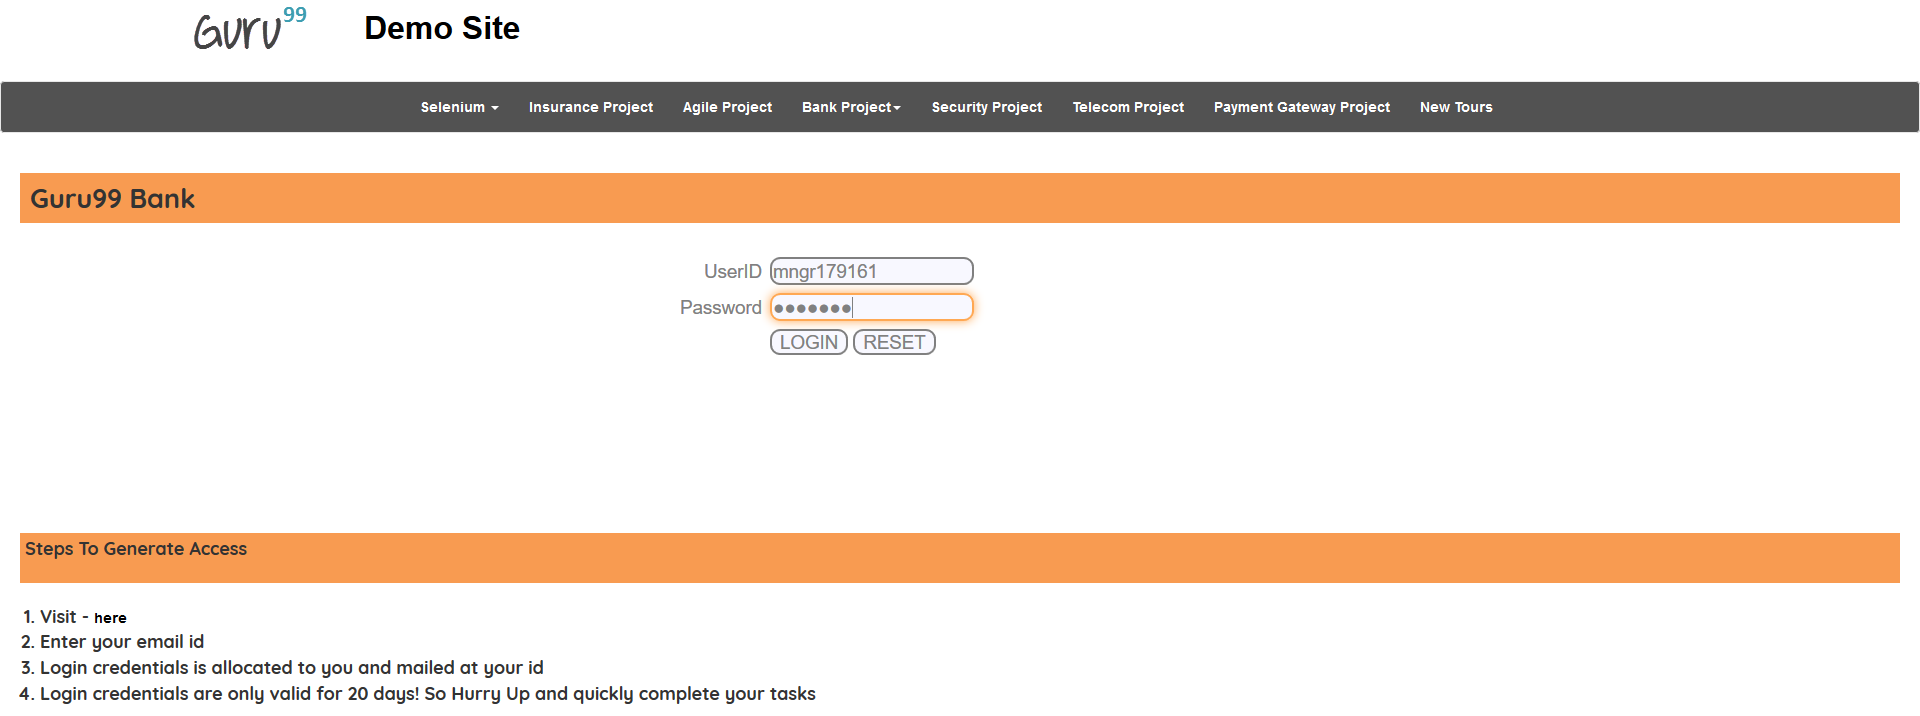 Guru99 Demo Site
Selenium Insurance Project Agile Project Bank Project Security Project Telecom Project Payment Gateway Project New Tours
Guru99 Bank
UserID mngr179161
Password •••••••
LOGIN RESET
Steps To Generate Access
1. Visit - here
2. Enter your email id
3. Login credentials is allocated to you and mailed at your id
4. Login credentials are only valid for 20 days! So Hurry Up and quickly complete your tasks